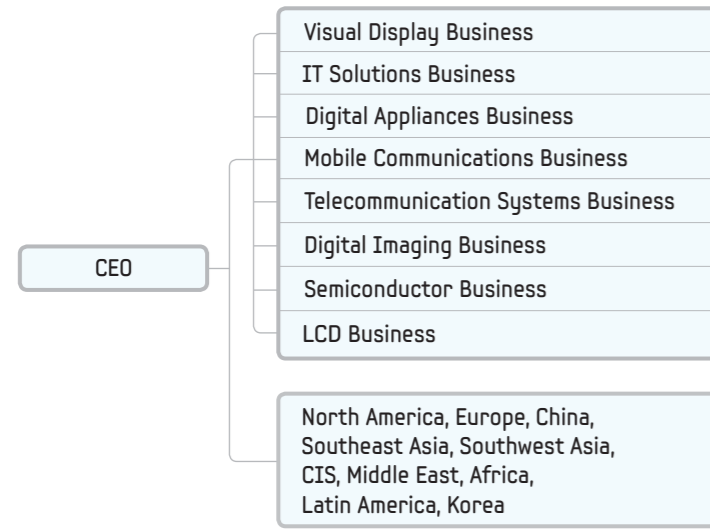 Visual Display Business
IT Solutions Business
Digital Appliances Business
Mobile Communications Business
Telecommunication Systems Business
CEO
Digital Imaging Business
Semiconductor Business
LCD Business
North America, Europe, China,
Southeast Asia, Southwest Asia,
CIS, Middle East, Africa,
Latin America, Korea